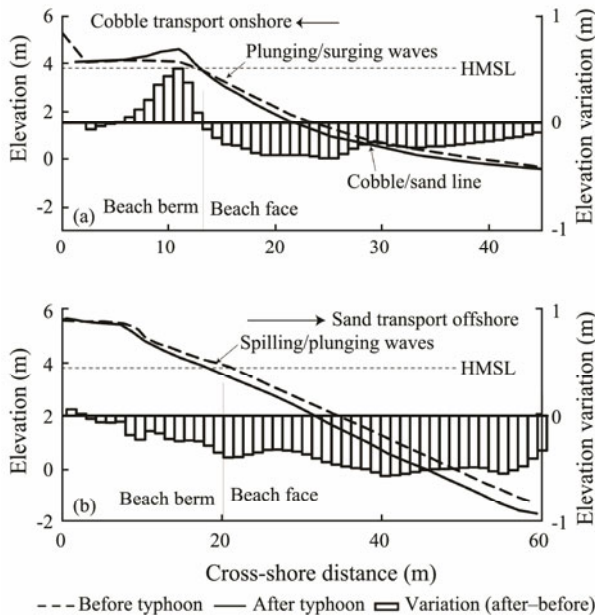 Cobble transport onshore
Plunging/surging waves
HMSL
Cobble/sand line
Beach berm
Beach face
(a)
Elevation (m)
6
4
2
0
-2
0
10
20
30
40
1
0
-1
Elevation variation (m)
Sand transport offshore
Spilling/plunging waves
HMSL
Beach berm
Beach face
(b)
Elevation (m)
6
4
2
0
-2
0
20
40
60
1
0
-1
Elevation variation (m)
Cross-shore distance (m)
Before typhoon After typhoon Variation (after–before)